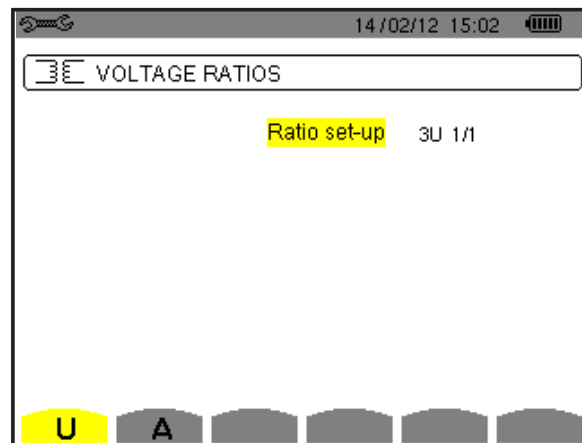 14/02/12 15:02
VOLTAGE RATIOS
Ratio set-up 3U 1/1
U A